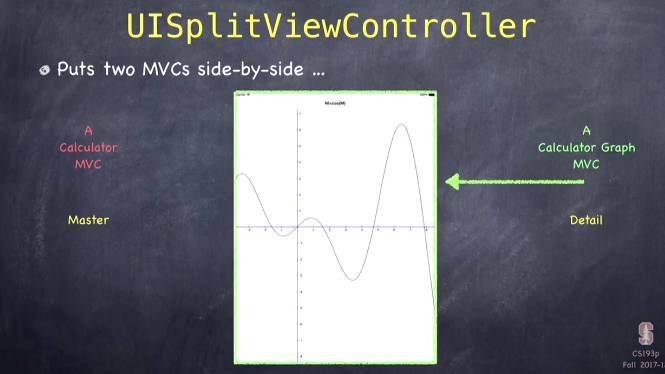 UISplitViewController
Puts two MVCs side-by-side ...
A
Calculator
MVC
Master
M×cos(M)
A
Calculator Graph
MVC
Detail
CS193p
Fall 2017-1